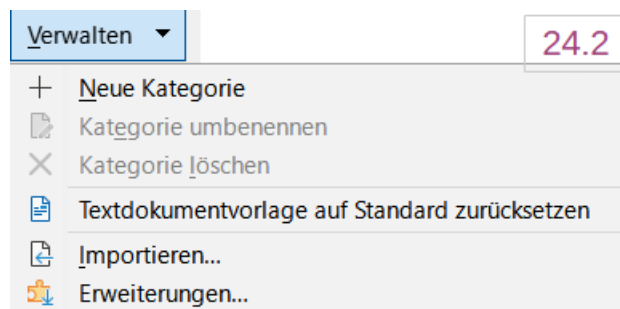 Verwalten
24.2
Neue Kategorie
Kategorie umbenennen
Kategorie löschen
Textdokumentvorlage auf Standard zurücksetzen
Importieren...
Erweiterungen...